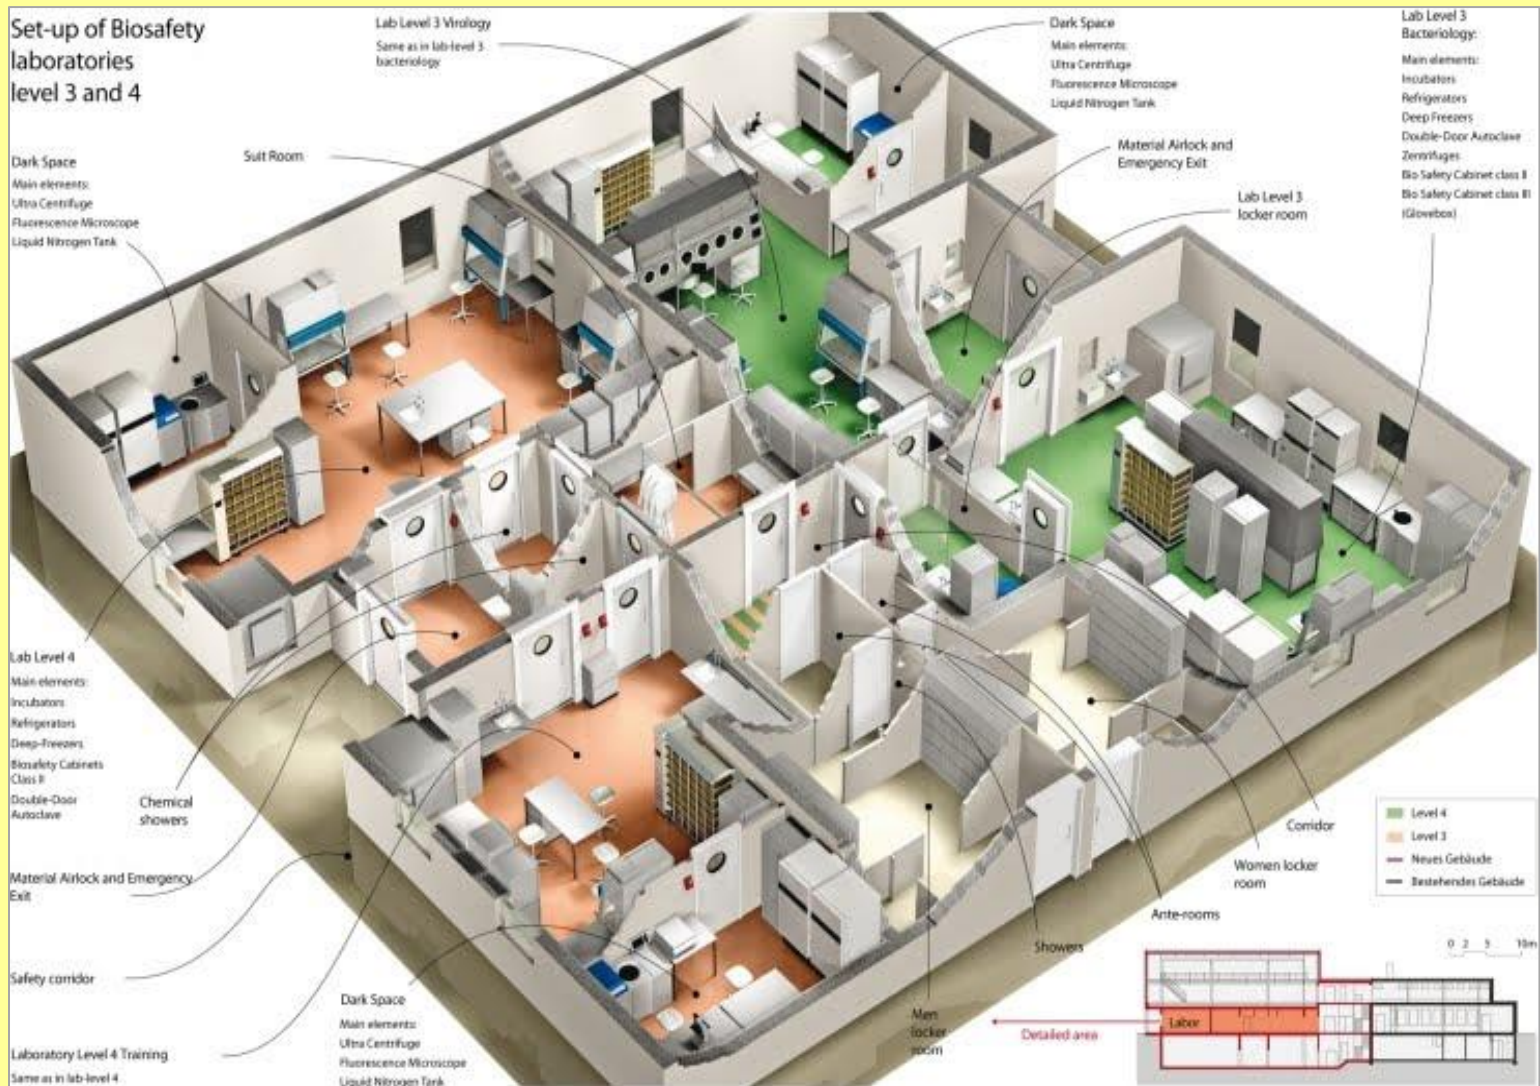 Set-up of Biosafety
laboratories
level 3 and 4
Lab Level 3 Virology
Same as in lab-level 3
bacteriology
Dark Space
Main elements:
Ultra Centrifuge
Fluorescence Microscope
Liquid Nitrogen Tank
Lab Level 3
Bacteriology:
Main elements:
Incubators
Refrigerators
Deep Freezers
Double-Door Autoclave
Zentrifuges
Bio Safety Cabinet class II
Bio Safety Cabinet class III
(Glovebox)
Dark Space
Main elements:
Ultra Centrifuge
Fluorescence Microscope
Liquid Nitrogen Tank
Suit Room
Material Airlock and
Emergency Exit
Lab Level 3
locker room
Lab Level 4
Main elements:
Incubators
Refrigerators
Deep-Freezers
Biosafety Cabinets
Class II
Double-Door
Autoclave
Chemical
showers
Material Airlock and Emergency
Exit
Safety corridor
Laboratory Level 4 Training
Same as in lab-level 4
Dark Space
Main elements:
Ultra Centrifuge
Fluorescence Microscope
Liquid Nitrogen Tank
Men
locker
room
Showers
Ante-rooms
Women locker
room
Corridor
Level 4
Level 3
Neues Gebäude
Bestehendes Gebäude
0 2 5 10m
Labor
Detailed area